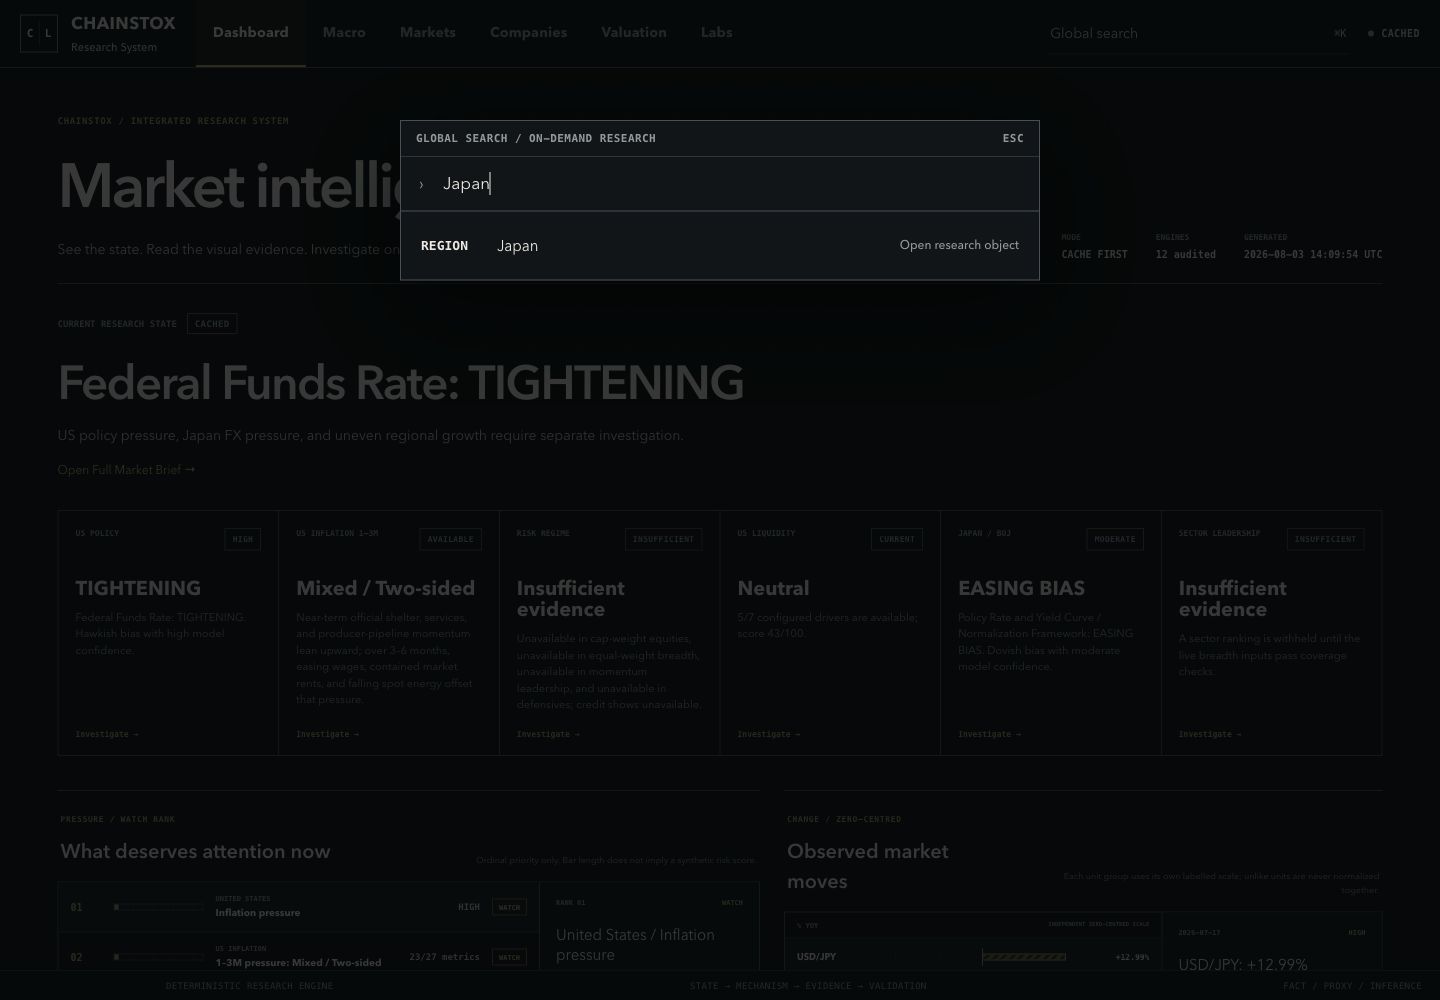 C L
CHAINSTOX
Research System
Dashboard Macro Markets Companies Valuation Labs
Global search ⌘K
CACHED
CHAINSTOX / INTEGRATED RESEARCH SYSTEM
GLOBAL SEARCH / ON-DEMAND RESEARCH ESC
› Japan
REGION Japan Open research object
Market intellig
See the state. Read the visual evidence. Investigate on
MODE
CACHE FIRST
ENGINES
12 audited
GENERATED
2026-08-03 14:09:54 UTC
CURRENT RESEARCH STATE CACHED
Federal Funds Rate: TIGHTENING
US policy pressure, Japan FX pressure, and uneven regional growth require separate investigation.
Open Full Market Brief →
US POLICY HIGH
TIGHTENING
Federal Funds Rate: TIGHTENING.
Hawkish bias with high model
confidence.
Investigate →
US INFLATION 1-3M AVAILABLE
Mixed / Two-sided
Near-term official shelter, services,
and producer-pipeline momentum
lean upward; over 3-6 months,
easing wages, contained market
rents, and falling spot energy offset
that pressure.
Investigate →
RISK REGIME INSUFFICIENT
Insufficient
evidence
Unavailable in cap-weight equities,
unavailable in equal-weight breadth,
unavailable in momentum
leadership, and unavailable in
defensives; credit shows unavailable.
Investigate →
US LIQUIDITY CURRENT
Neutral
5/7 configured drivers are available;
score 43/100.
Investigate →
JAPAN / BOJ MODERATE
EASING BIAS
Policy Rate and Yield Curve /
Normalization Framework: EASING
BIAS. Dovish bias with moderate
model confidence.
Investigate →
SECTOR LEADERSHIP INSUFFICIENT
Insufficient
evidence
A sector ranking is withheld until the
live breadth inputs pass coverage
checks.
Investigate →
PRESSURE / WATCH RANK
What deserves attention now
Ordinal priority only. Bar length does not imply a synthetic risk score.
01
UNITED STATES
Inflation pressure
HIGH WATCH
02
US INFLATION
1-3M pressure: Mixed / Two-sided
23/27 metrics WATCH
RANK 01 WATCH
United States / Inflation
pressure
CHANGE / ZERO-CENTRED
Observed market
moves
Each unit group uses its own labelled scale; unlike units are never normalized
together.
% YOY INDEPENDENT ZERO-CENTRED SCALE
USD/JPY +12.99%
2026-07-17 HIGH
USD/JPY: +12.99%
DETERMINISTIC RESEARCH ENGINE
STATE → MECHANISM → EVIDENCE → VALIDATION
FACT / PROXY / INFERENCE